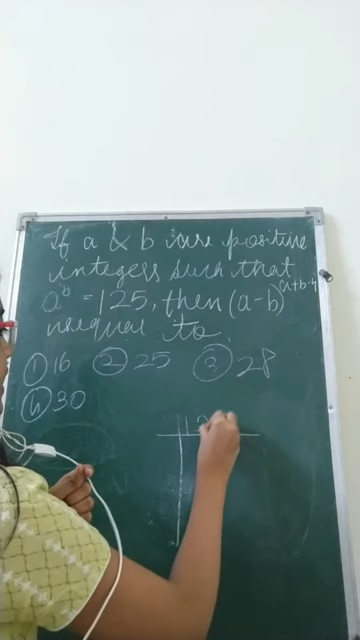 If a & b are positive
integers such that
a^b = 125, then (a-b)^(a+b-4)
is equal to
① 16 ② 25 ③ 28
④ 30
12